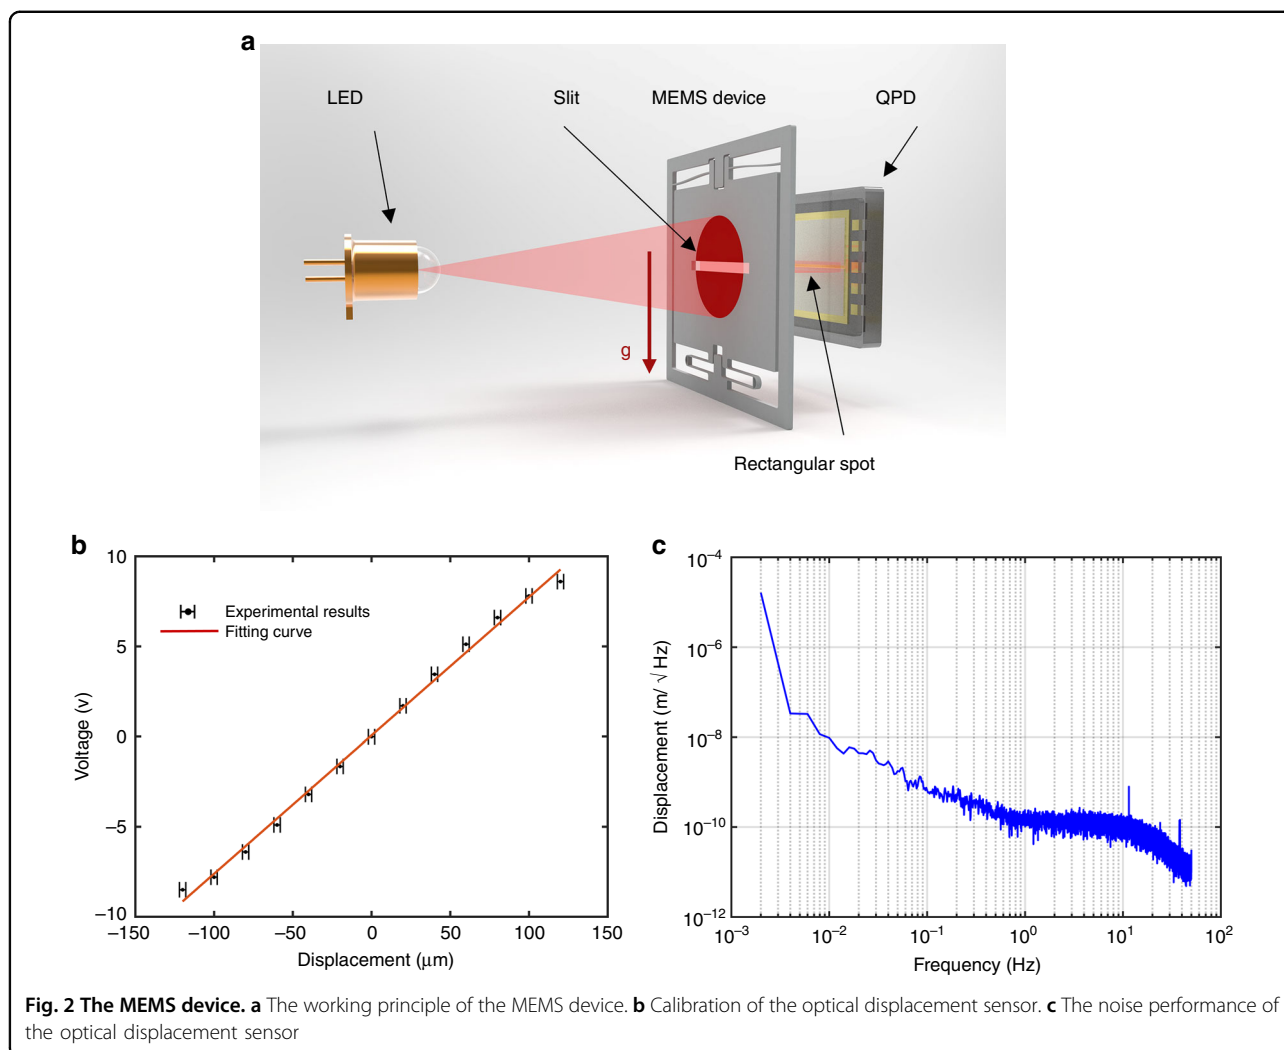 a
LED
Slit
MEMS device
QPD
g
Rectangular spot
b
10
5
0
−5
−10
Voltage (v)
Experimental results
Fitting curve
−150 −100 −50 0 50 100 150
Displacement (μm)
c
10⁻⁴
10⁻⁶
10⁻⁸
10⁻¹⁰
10⁻¹²
Displacement (m/ √ Hz)
10⁻³ 10⁻² 10⁻¹ 10⁰ 10¹ 10²
Frequency (Hz)
Fig. 2 The MEMS device. a The working principle of the MEMS device. b Calibration of the optical displacement sensor. c The noise performance of
the optical displacement sensor